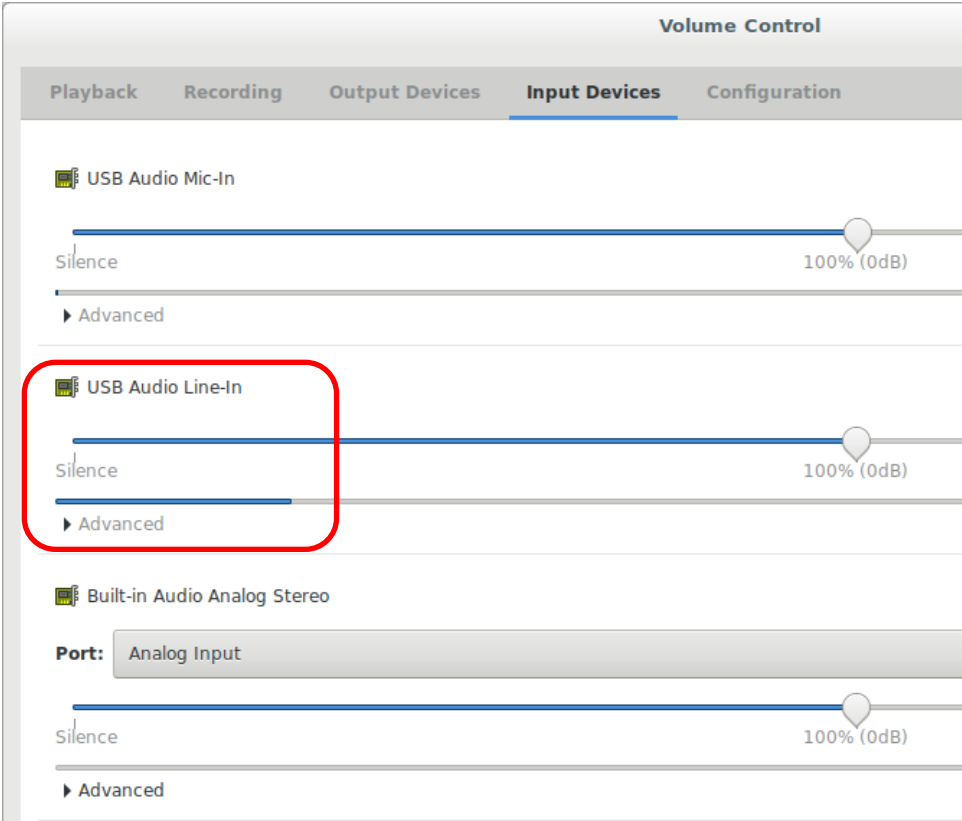 Volume Control
Playback Recording Output Devices Input Devices Configuration
USB Audio Mic-In
Silence 100% (0dB)
Advanced
USB Audio Line-In
Silence 100% (0dB)
Advanced
Built-in Audio Analog Stereo
Port: Analog Input
Silence 100% (0dB)
Advanced